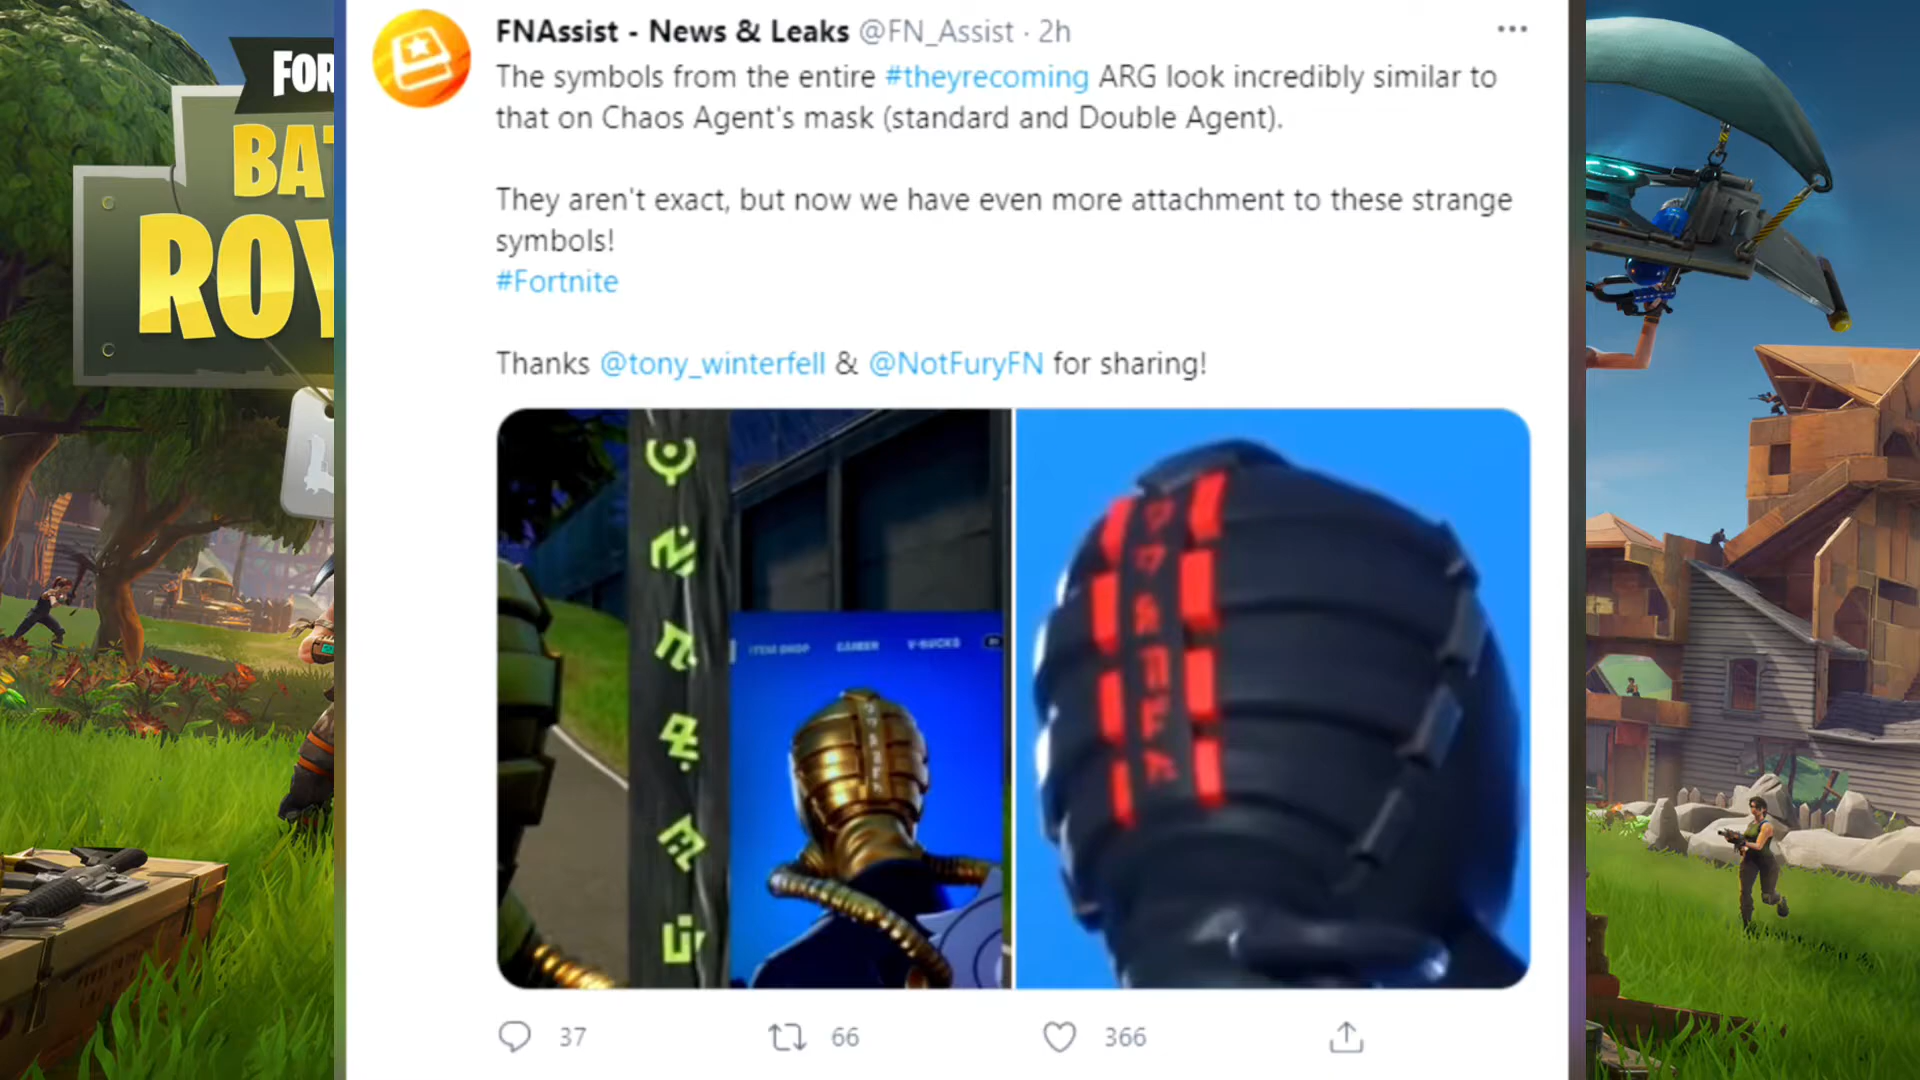 FNAssist - News & Leaks @FN_Assist · 2h
The symbols from the entire #theyrecoming ARG look incredibly similar to
that on Chaos Agent's mask (standard and Double Agent).
They aren't exact, but now we have even more attachment to these strange
symbols!
#Fortnite
Thanks @tony_winterfell & @NotFuryFN for sharing!
FOR
BAT
ROY
ITEM SHOP CAREER V-BUCKS
37 66 366